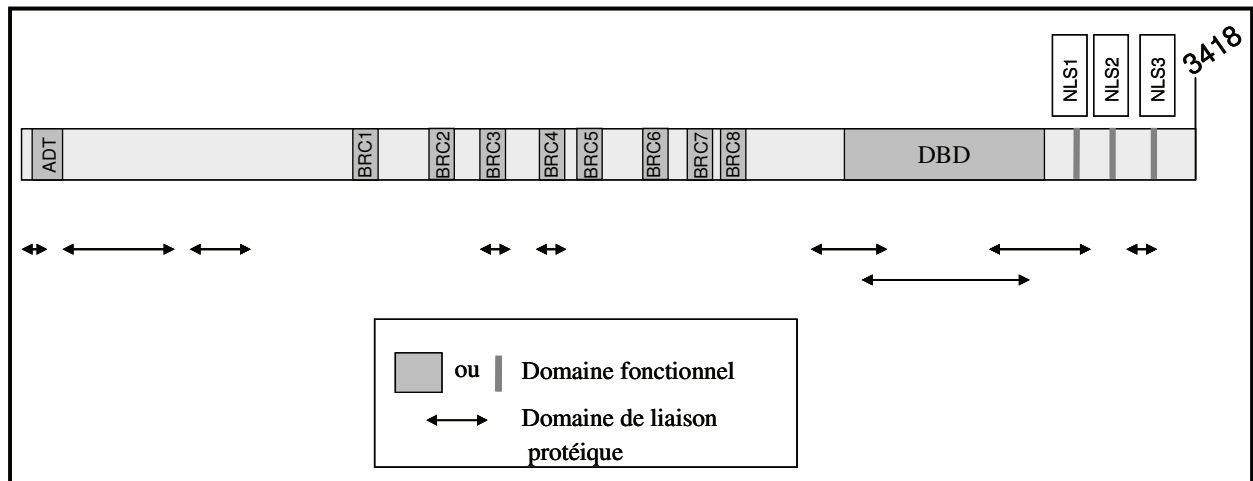 3418
NLS1
NLS2
NLS3
ADT
BRC1
BRC2
BRC3
BRC4
BRC5
BRC6
BRC7
BRC8
DBD
ou
Domaine fonctionnel
Domaine de liaison
protéique